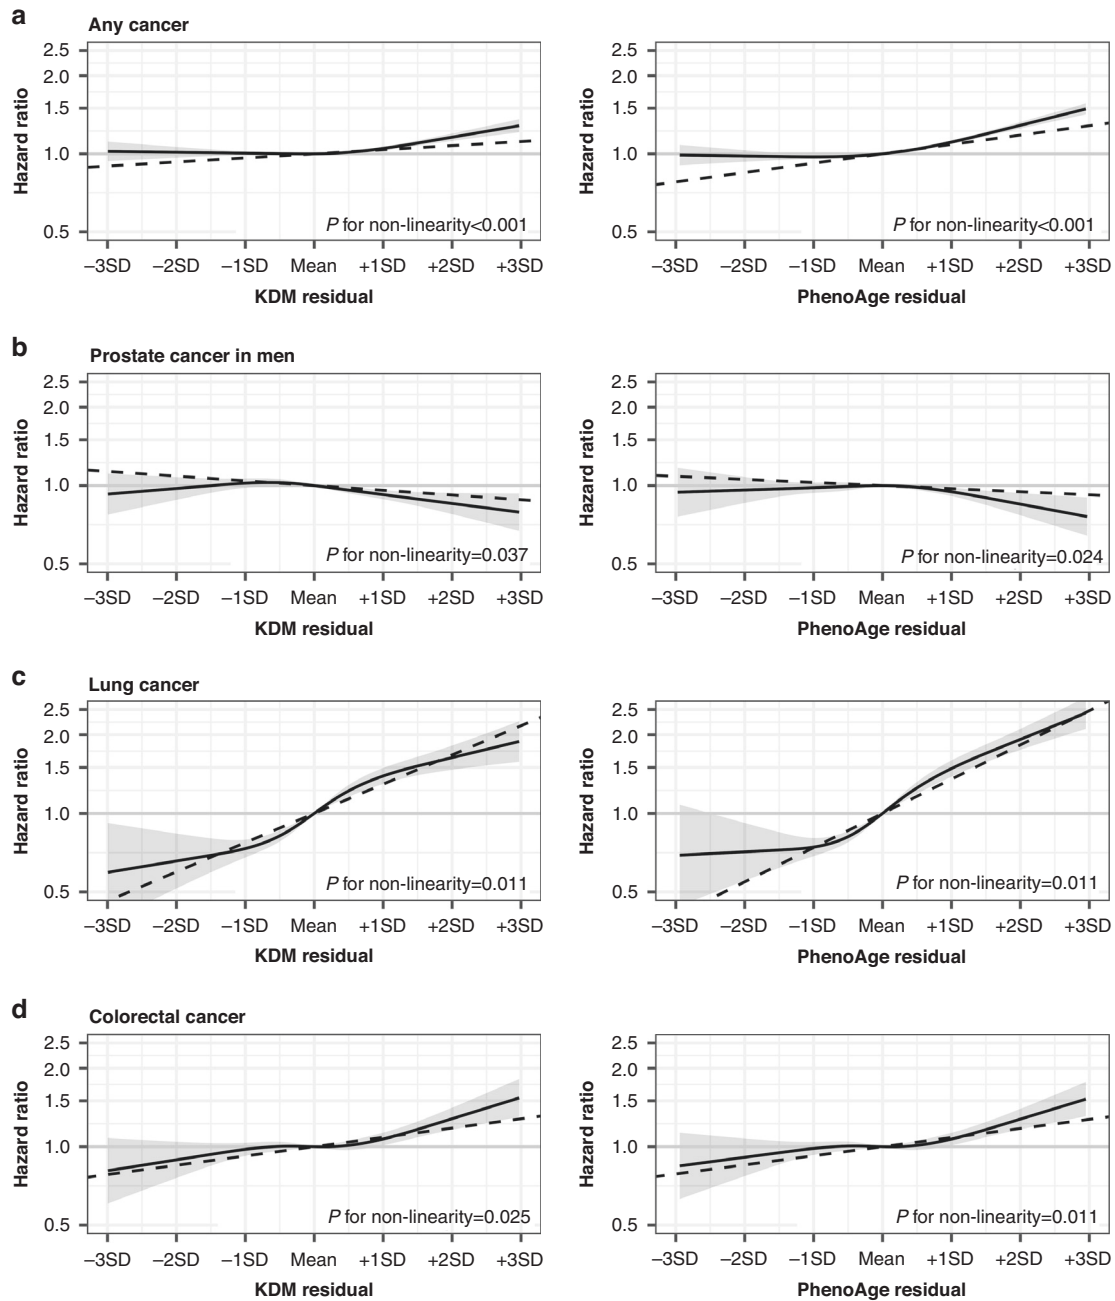 a
Any cancer
Hazard ratio
2.5
2.0
1.5
1.0
0.5
P for non-linearity<0.001
–3SD –2SD –1SD Mean +1SD +2SD +3SD
KDM residual
Hazard ratio
2.5
2.0
1.5
1.0
0.5
P for non-linearity<0.001
–3SD –2SD –1SD Mean +1SD +2SD +3SD
PhenoAge residual
b
Prostate cancer in men
Hazard ratio
2.5
2.0
1.5
1.0
0.5
P for non-linearity=0.037
–3SD –2SD –1SD Mean +1SD +2SD +3SD
KDM residual
Hazard ratio
2.5
2.0
1.5
1.0
0.5
P for non-linearity=0.024
–3SD –2SD –1SD Mean +1SD +2SD +3SD
PhenoAge residual
c
Lung cancer
Hazard ratio
2.5
2.0
1.5
1.0
0.5
P for non-linearity=0.011
–3SD –2SD –1SD Mean +1SD +2SD +3SD
KDM residual
Hazard ratio
2.5
2.0
1.5
1.0
0.5
P for non-linearity=0.011
–3SD –2SD –1SD Mean +1SD +2SD +3SD
PhenoAge residual
d
Colorectal cancer
Hazard ratio
2.5
2.0
1.5
1.0
0.5
P for non-linearity=0.025
–3SD –2SD –1SD Mean +1SD +2SD +3SD
KDM residual
Hazard ratio
2.5
2.0
1.5
1.0
0.5
P for non-linearity=0.011
–3SD –2SD –1SD Mean +1SD +2SD +3SD
PhenoAge residual